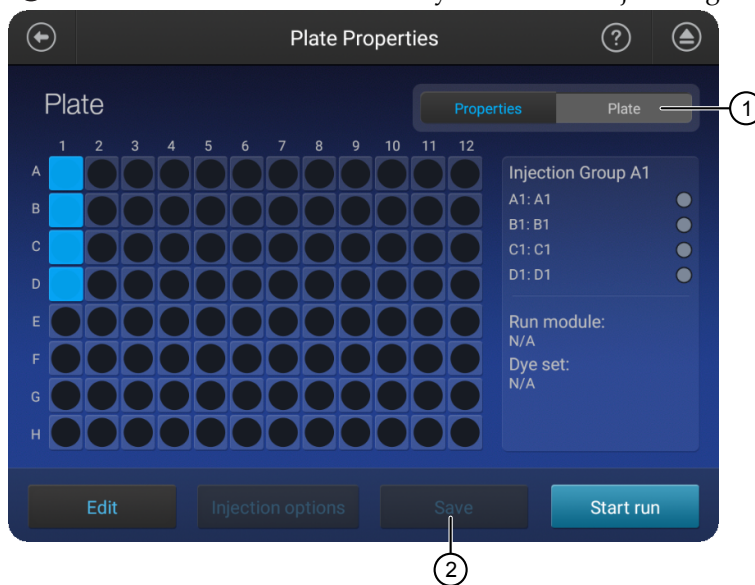 Plate Properties
?
Plate
Properties Plate
1
1 2 3 4 5 6 7 8 9 10 11 12
A
B
C
D
E
F
G
H
Injection Group A1
A1: A1
B1: B1
C1: C1
D1: D1
Run module:
N/A
Dye set:
N/A
Edit Injection options Save Start run
2